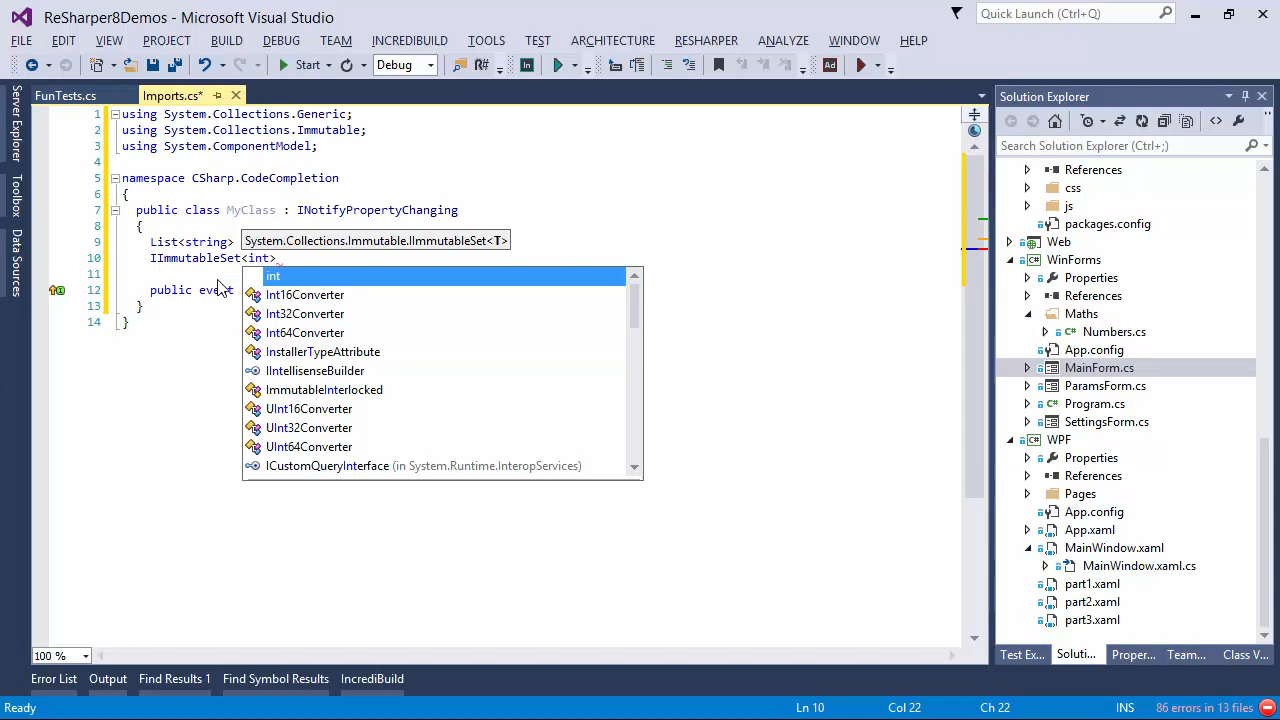 ReSharper8Demos - Microsoft Visual Studio
Quick Launch (Ctrl+Q)
FILE EDIT VIEW PROJECT BUILD DEBUG TEAM INCREDIBUILD TOOLS TEST ARCHITECTURE RESHARPER ANALYZE WINDOW HELP
Start Debug R# Ad
Server Explorer
Toolbox
Data Sources
FunTests.cs Imports.cs*
1 using System.Collections.Generic;
2 using System.Collections.Immutable;
3 using System.ComponentModel;
4
5 namespace CSharp.CodeCompletion
6 {
7 public class MyClass : INotifyPropertyChanging
8 {
9 List<string>
System.Collections.Immutable.IImmutableSet<T>
10 IImmutableSet<int>
11
12 public event
13 }
14 }
int
Int16Converter
Int32Converter
Int64Converter
InstallerTypeAttribute
IIntellisenseBuilder
ImmutableInterlocked
UInt16Converter
UInt32Converter
UInt64Converter
ICustomQueryInterface (in System.Runtime.InteropServices)
100 %
Solution Explorer
Search Solution Explorer (Ctrl+;)
References
css
js
packages.config
Web
WinForms
Properties
References
Maths
C# Numbers.cs
App.config
MainForm.cs
ParamsForm.cs
C# Program.cs
SettingsForm.cs
WPF
Properties
References
Pages
App.config
App.xaml
MainWindow.xaml
MainWindow.xaml.cs
part1.xaml
part2.xaml
part3.xaml
Test Ex... Soluti... Proper... Team... Class V...
Error List Output Find Results 1 Find Symbol Results IncrediBuild
Ready Ln 10 Col 22 Ch 22 INS 86 errors in 13 files